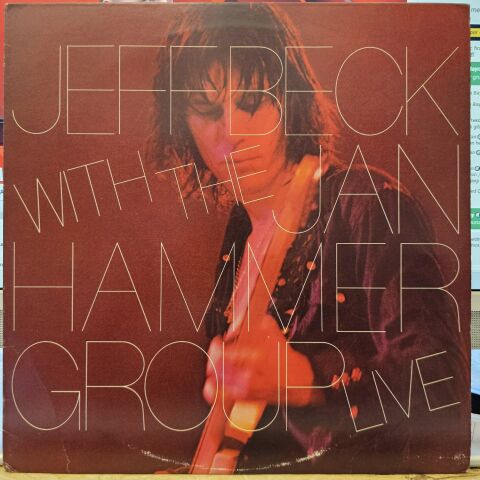 JEFF BECK
WITH THE JAN
HAMMER
GROUP LIVE